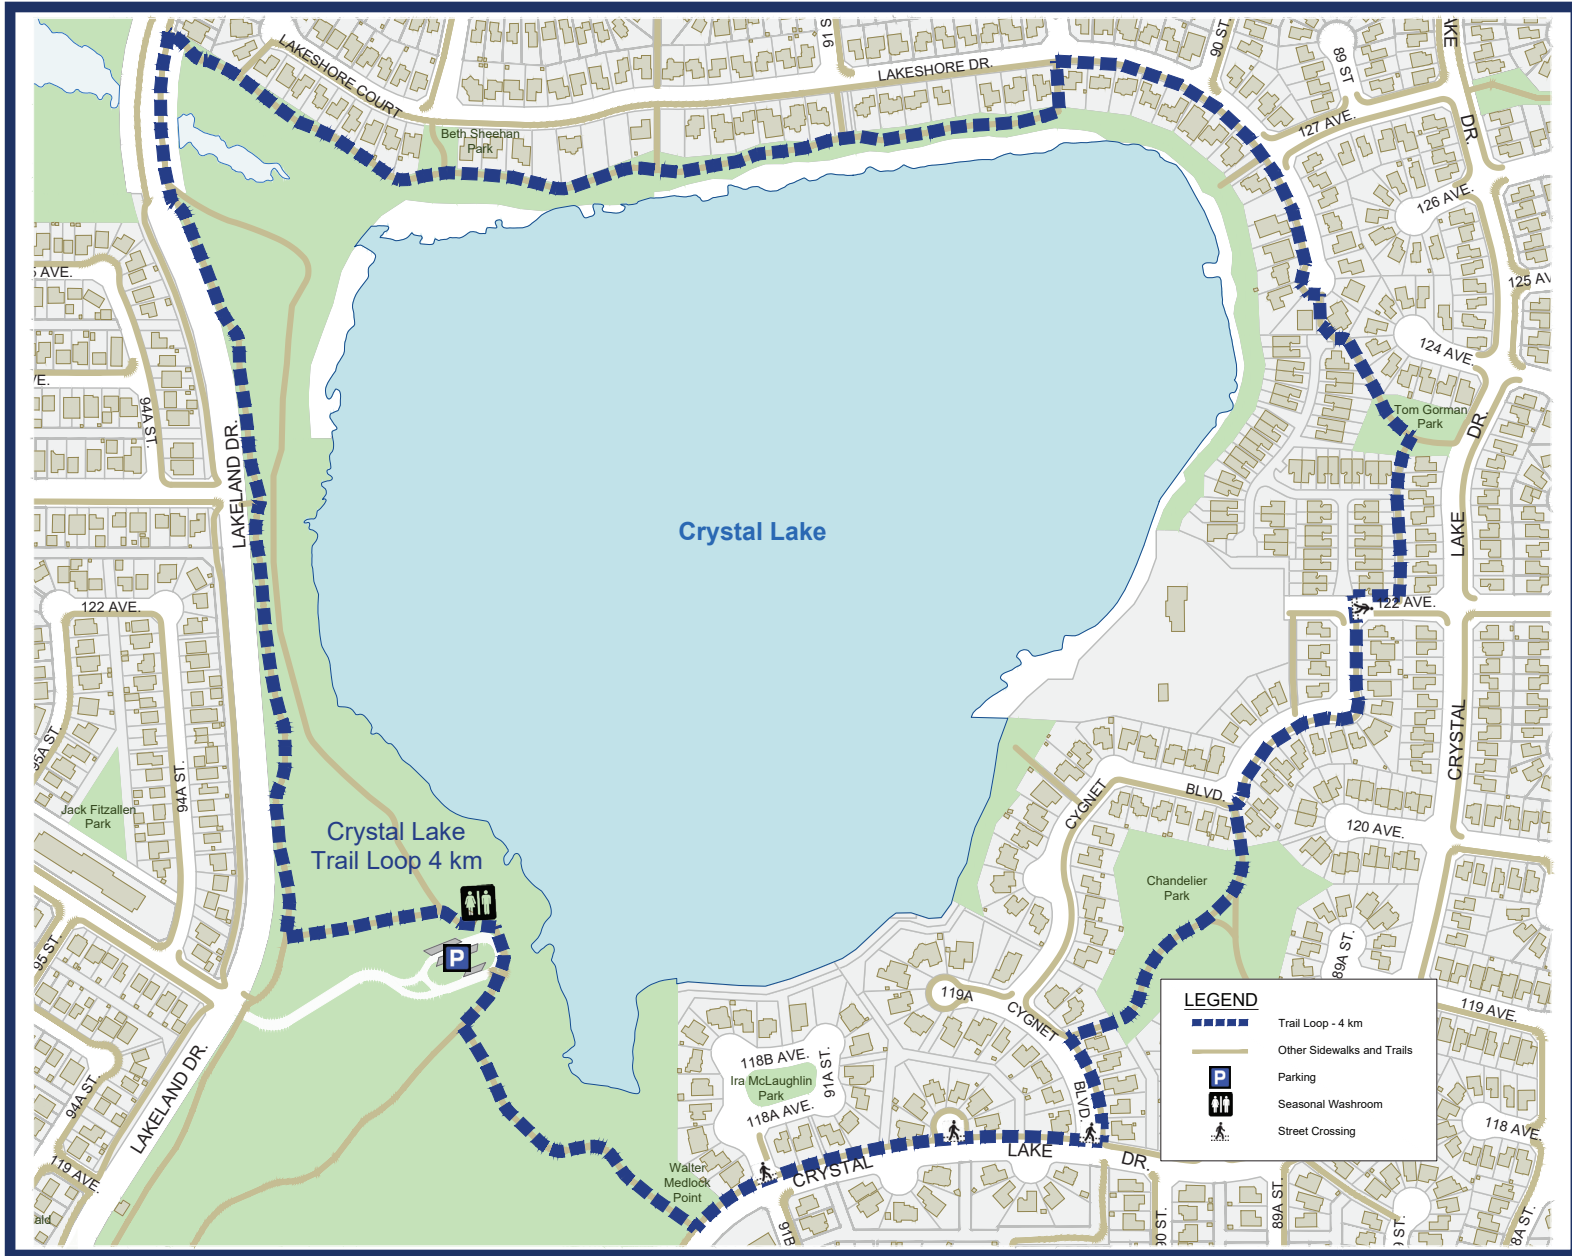 91 S
LAKESHORE DR.
90 ST
89 ST
AKE
LAKESHORE COURT
Beth Sheehan
Park
127 AVE.
DR.
126 AVE.
5 AVE.
125 AV
124 AVE.
VE.
94A ST.
Tom Gorman
Park
DR.
LAKELAND DR.
Crystal Lake
LAKE
122 AVE.
122 AVE.
95A ST.
94A ST.
CRYSTAL
CYGNET
BLVD.
Jack Fitzallen
Park
120 AVE.
Crystal Lake
Trail Loop 4 km
Chandelier
Park
95 ST.
P
89A ST.
119A
CYGNET
119 AVE.
LEGEND
Trail Loop - 4 km
Other Sidewalks and Trails
P
Parking
Seasonal Washroom
Street Crossing
118B AVE.
Ira McLaughlin
Park
118A AVE.
91A ST.
BLVD.
94A ST.
LAKELAND DR.
118 AVE.
119 AVE.
Walter
Medlock
Point
CRYSTAL
LAKE
DR.
ald
91B
90 ST.
89A ST.
9 ST.
8A ST.